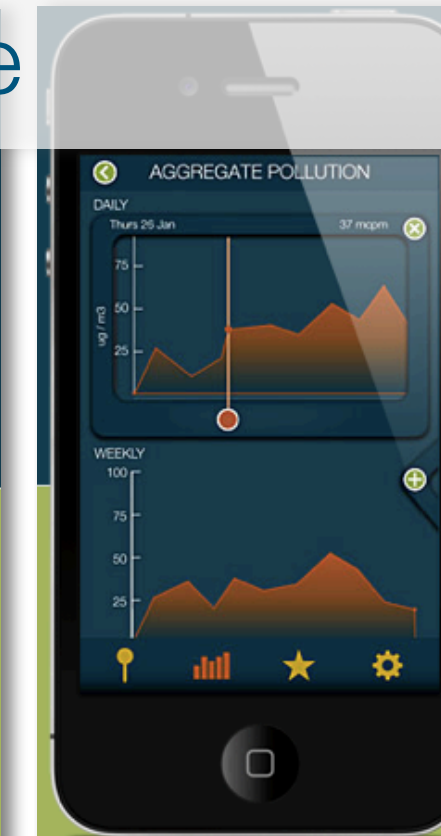 e
AGGREGATE POLLUTION
DAILY
Thurs 26 Jan 37 mcpm
75
50
25
ug / m3
WEEKLY
100
75
50
25